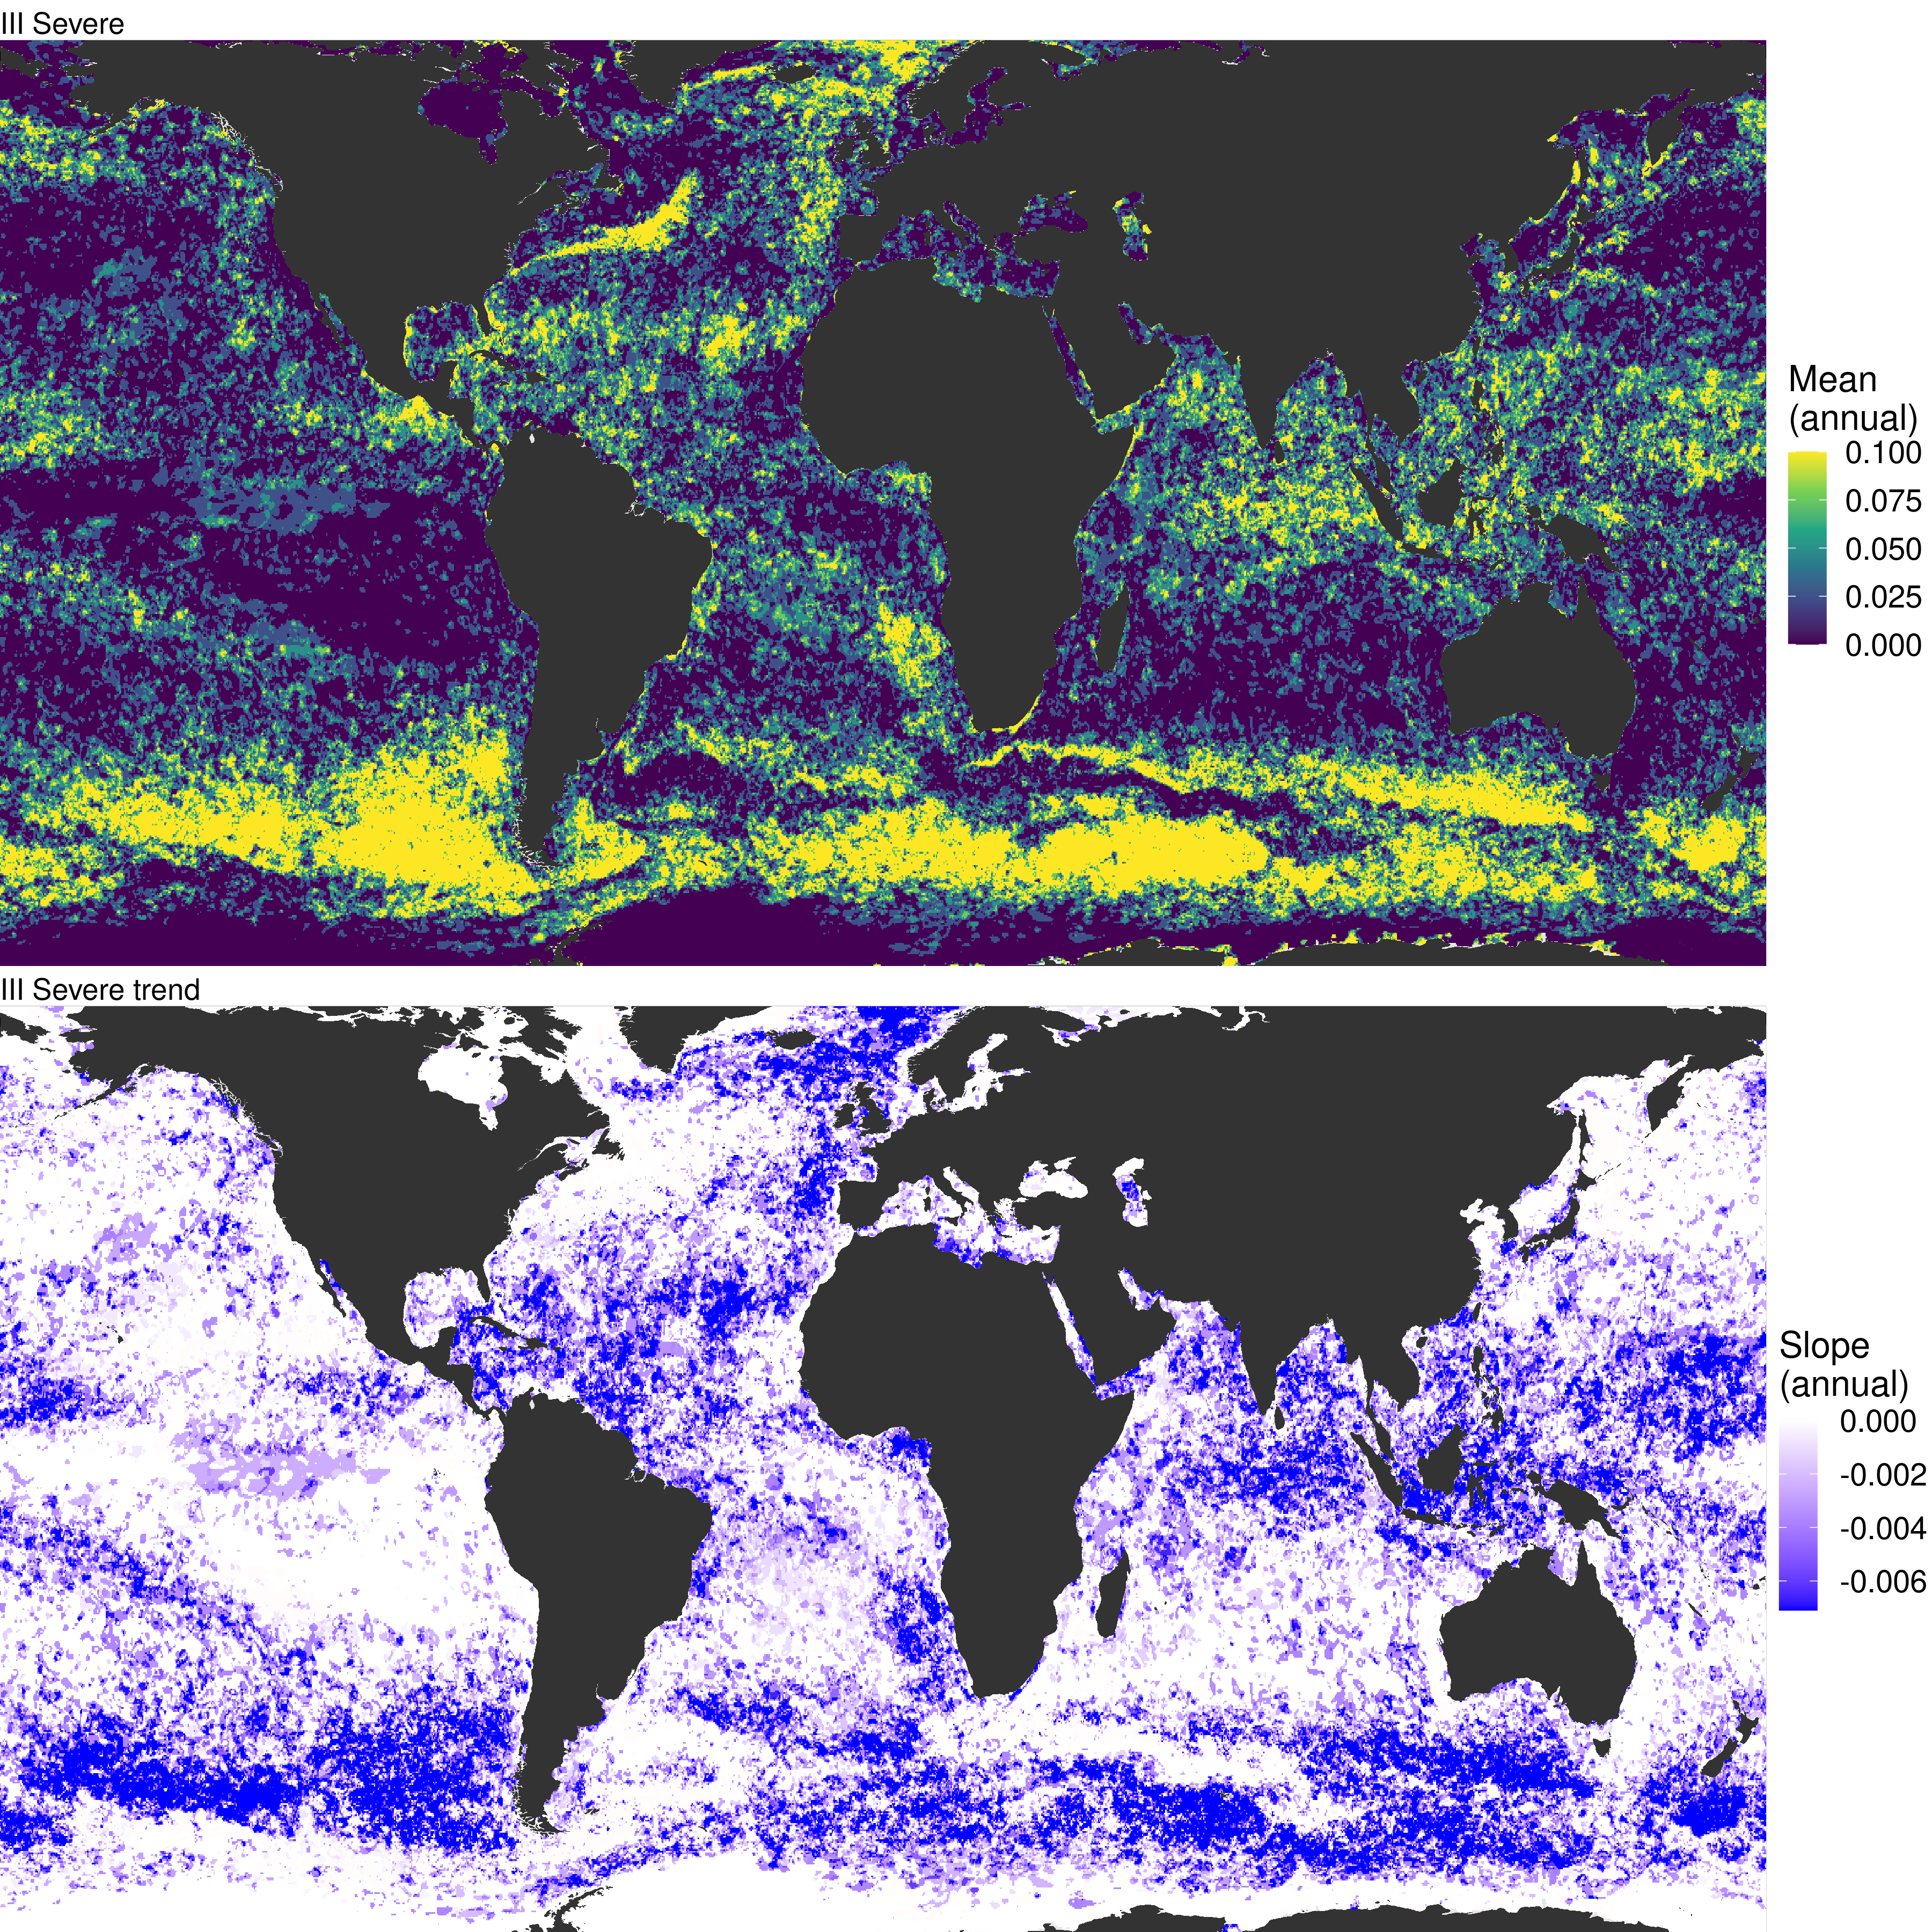 III Severe
Mean
(annual)
0.100
0.075
0.050
0.025
0.000
III Severe trend
Slope
(annual)
0.000
-0.002
-0.004
-0.006